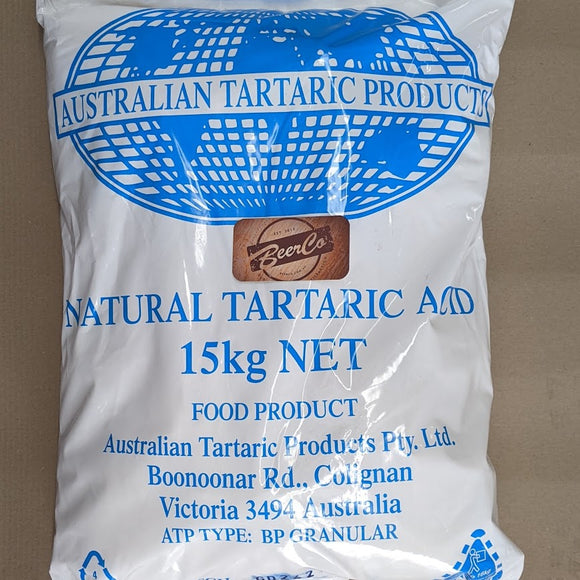 AUSTRALIAN TARTARIC PRODUCTS
BeerCo
NATURAL TARTARIC ACID
15kg NET
FOOD PRODUCT
Australian Tartaric Products Pty. Ltd.
Boonoonar Rd., Colignan
Victoria 3494 Australia
ATP TYPE: BP GRANULAR
4